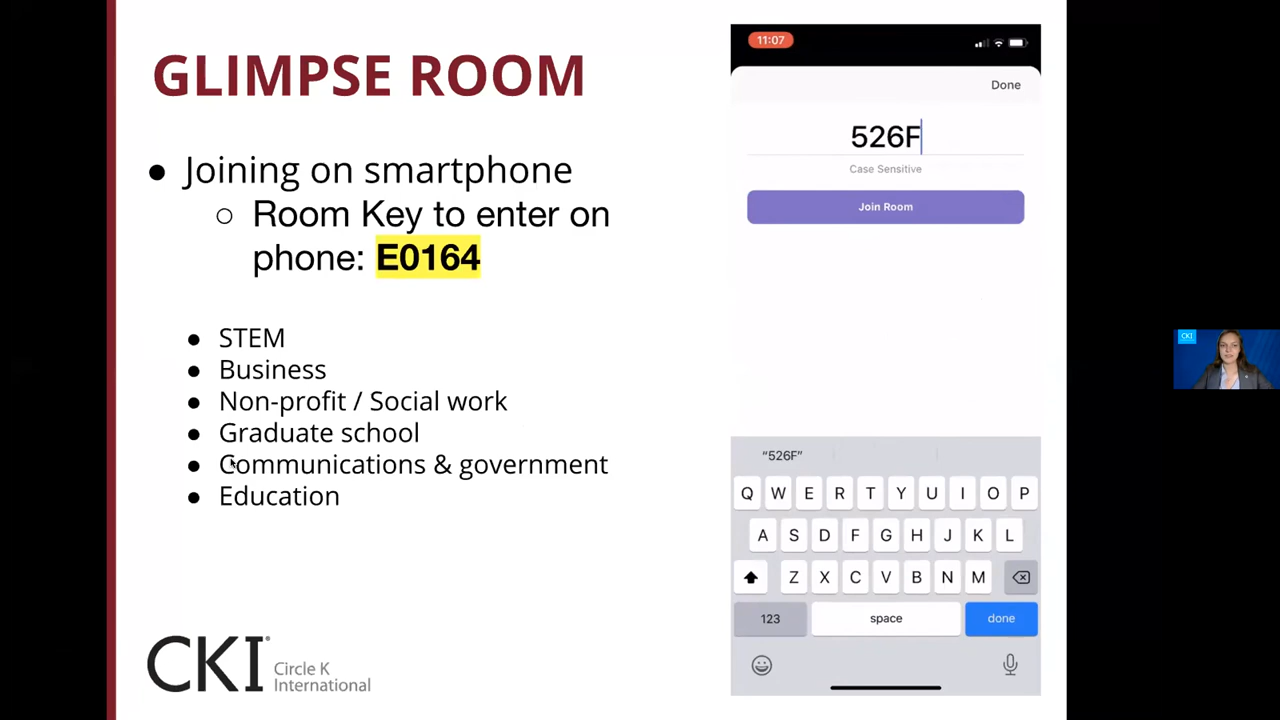 GLIMPSE ROOM
● Joining on smartphone
○ Room Key to enter on
phone: E0164
● STEM
● Business
● Non-profit / Social work
● Graduate school
● Communications & government
● Education
CKI®
Circle K
International
11:07
Done
526F
Case Sensitive
Join Room
“526F”
Q W E R T Y U I O P
A S D F G H J K L
Z X C V B N M
123 space done
CKI